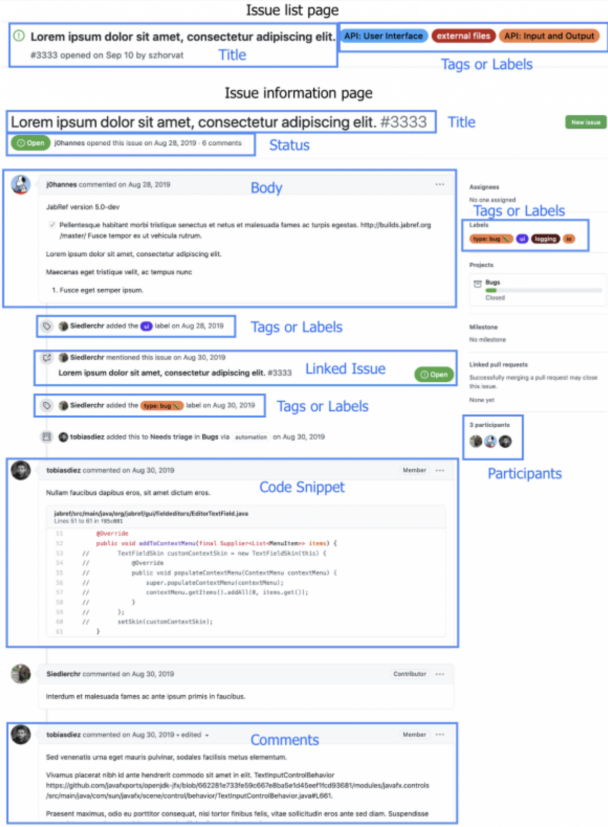 Issue list page
Lorem ipsum dolor sit amet, consectetur adipiscing elit.
API: User Interface
external files
API: Input and Output
#3333 opened on Sep 10 by szhorvat
Title
Tags or Labels
Issue information page
Lorem ipsum dolor sit amet, consectetur adipiscing elit. #3333
Title
New issue
Open
j0hannes opened this issue on Aug 28, 2019 · 6 comments
Status
j0hannes commented on Aug 28, 2019
Body
JabRef version 5.0-dev
Pellentesque habitant morbi tristique senectus et netus et malesuada fames ac turpis egestas. http://builds.jabref.org
/master/ Fusce tempor ex ut vehicula rutrum.
Lorem ipsum dolor sit amet, consectetur adipiscing elit.
Maecenas eget tristique velit, ac tempus nunc
1. Fusce eget semper ipsum.
Assignees
No one assigned
Tags or Labels
Labels
type: bug
ui
logging
io
Projects
Bugs
Closed
Milestone
No milestone
Linked pull requests
Successfully merging a pull request may close
this issue.
None yet
3 participants
Participants
Siedlerchr added the ui label on Aug 28, 2019
Tags or Labels
Siedlerchr mentioned this issue on Aug 30, 2019
Lorem ipsum dolor sit amet, consectetur adipiscing elit. #3333
Linked Issue
Open
Siedlerchr added the type: bug label on Aug 30, 2019
Tags or Labels
tobiasdiez added this to Needs triage in Bugs via automation on Aug 30, 2019
tobiasdiez commented on Aug 30, 2019
Member
Code Snippet
Nullam faucibus dapibus eros, sit amet dictum eros.
jabref/src/main/java/org/jabref/gui/fieldeditors/EditorTextField.java
Lines 51 to 61 in
51 @Override
52 public void addToContextMenu(final Supplier<List<MenuItem>> items) {
53 // TextFieldSkin customContextSkin = new TextFieldSkin(this) {
54 // @Override
55 // public void populateContextMenu(ContextMenu contextMenu) {
56 // super.populateContextMenu(contextMenu);
57 // contextMenu.getItems().addAll(0, items.get());
58 // }
59 // };
60 // setSkin(customContextSkin);
61 }
Siedlerchr commented on Aug 30, 2019
Contributor
Interdum et malesuada fames ac ante ipsum primis in faucibus.
tobiasdiez commented on Aug 30, 2019 • edited
Member
Comments
Sed venenatis urna eget mauris pulvinar, sodales facilisis metus elementum.
Vivamus placerat nibh id ante hendrerit commodo sit amet in elit. TextInputControlBehavior
/src/main/java/com/sun/javafx/scene/control/behavior/TextInputControlBehavior.java#L661.
Praesent maximus, odio eu porttitor consequat, nisi tortor finibus felis, vitae sollicitudin eros ante sed diam. Suspendisse